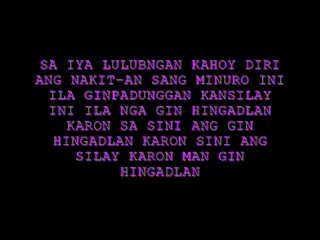 SA IYA LULUBNGAN KAHOY DIRI
ANG NAKIT-AN SANG MINURO INI
ILA GINPADUNGGAN KANSILAY
INI ILA NGA GIN HINGADLAN
KARON SA SINI ANG GIN
HINGADLAN KARON SINI ANG
SILAY KARON MAN GIN
HINGADLAN